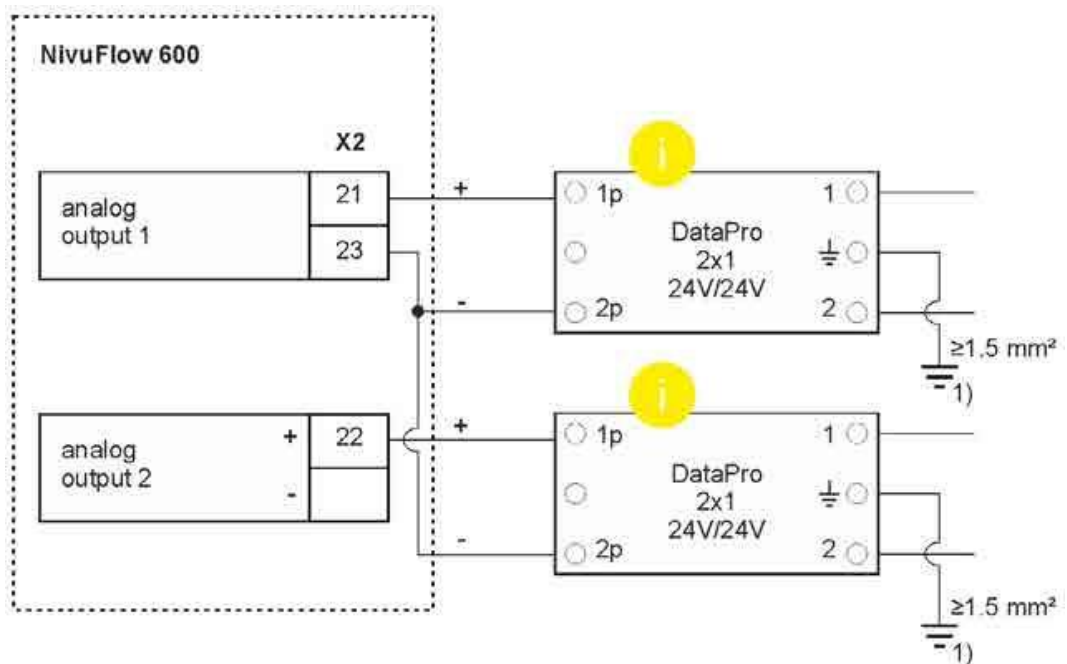 NivuFlow 600
X2
analog
output 1
21
23
+
-
i
1p
2p
DataPro
2x1
24V/24V
1
2
≥1.5 mm²
1)
analog
output 2
+
-
22
+
-
i
1p
2p
DataPro
2x1
24V/24V
1
2
≥1.5 mm²
1)